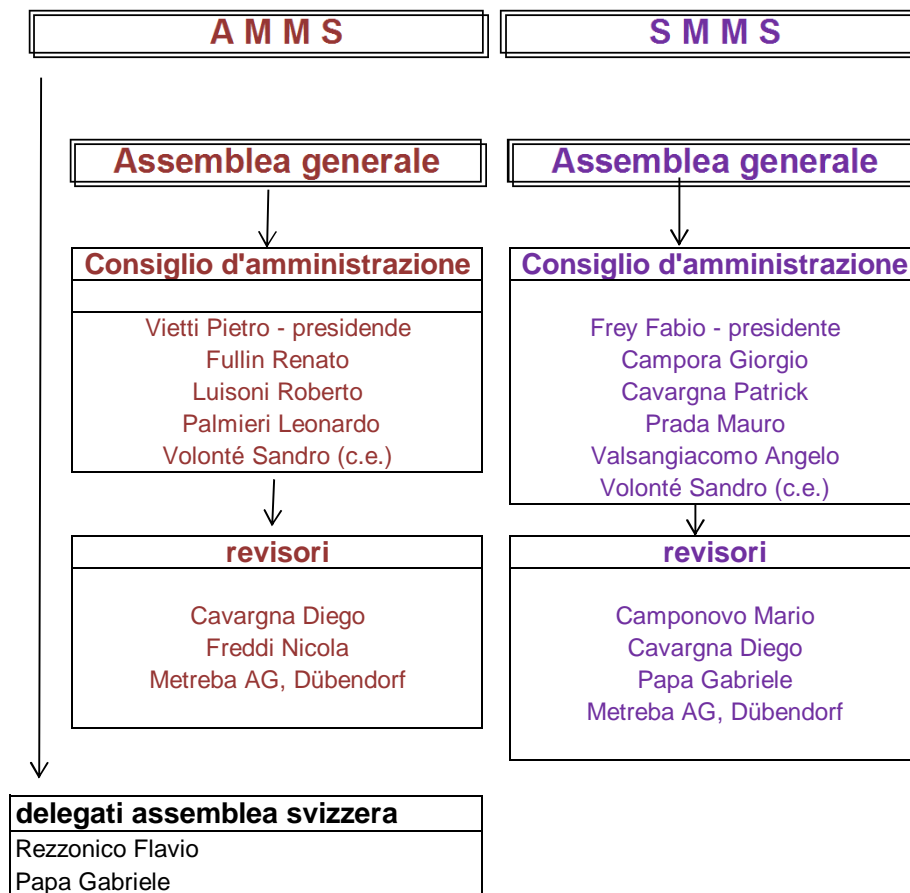 A M M S
Assemblea generale
Consiglio d'amministrazione
Vietti Pietro - presidende
Fullin Renato
Luisoni Roberto
Palmieri Leonardo
Volonté Sandro (c.e.)
revisori
Cavargna Diego
Freddi Nicola
Metreba AG, Dübendorf
delegati assemblea svizzera
Rezzonico Flavio
Papa Gabriele
S M M S
Assemblea generale
Consiglio d'amministrazione
Frey Fabio - presidente
Campora Giorgio
Cavargna Patrick
Prada Mauro
Valsangiacomo Angelo
Volonté Sandro (c.e.)
revisori
Camponovo Mario
Cavargna Diego
Papa Gabriele
Metreba AG, Dübendorf